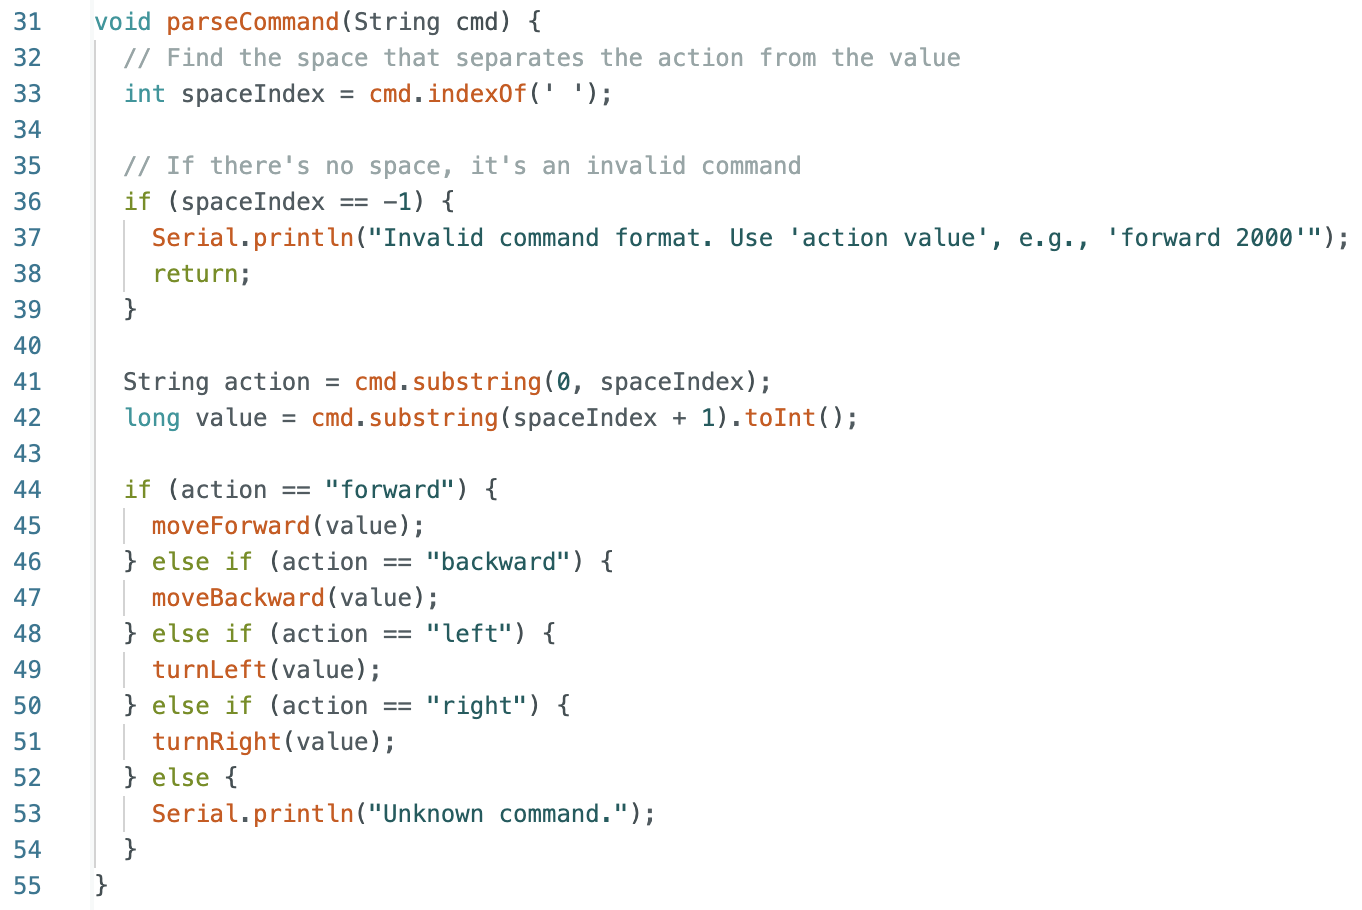 31 void parseCommand(String cmd) {
32   // Find the space that separates the action from the value
33   int spaceIndex = cmd.indexOf(' ');
34
35   // If there's no space, it's an invalid command
36   if (spaceIndex == -1) {
37     Serial.println("Invalid command format. Use 'action value', e.g., 'forward 2000'");
38     return;
39   }
40
41   String action = cmd.substring(0, spaceIndex);
42   long value = cmd.substring(spaceIndex + 1).toInt();
43
44   if (action == "forward") {
45     moveForward(value);
46   } else if (action == "backward") {
47     moveBackward(value);
48   } else if (action == "left") {
49     turnLeft(value);
50   } else if (action == "right") {
51     turnRight(value);
52   } else {
53     Serial.println("Unknown command.");
54   }
55 }